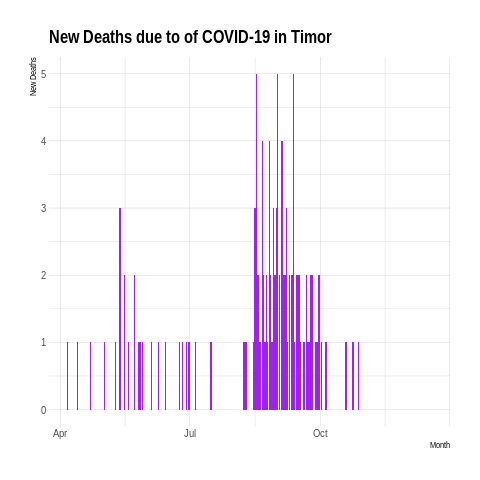 New Deaths due to of COVID-19 in Timor
New Deaths
5
4
3
2
1
0
Apr
Jul
Oct
Month